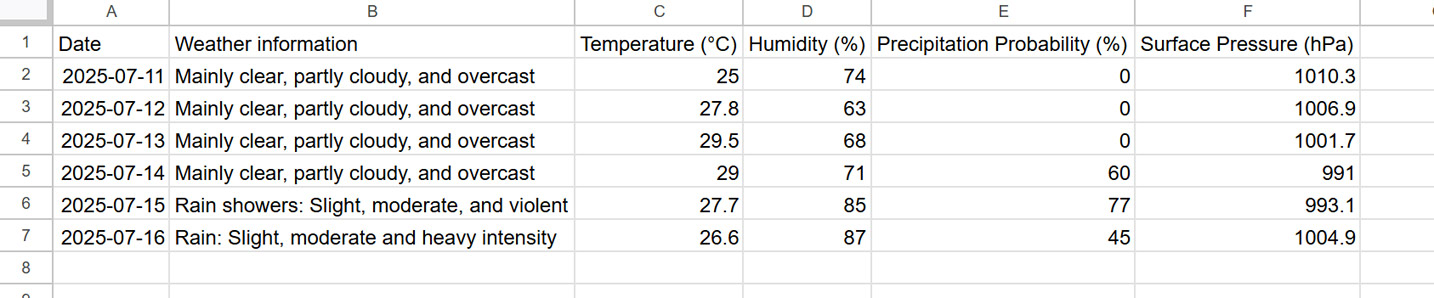 A B C D E F
1 Date Weather information Temperature (°C) Humidity (%) Precipitation Probability (%) Surface Pressure (hPa)
2 2025-07-11 Mainly clear, partly cloudy, and overcast 25 74 0 1010.3
3 2025-07-12 Mainly clear, partly cloudy, and overcast 27.8 63 0 1006.9
4 2025-07-13 Mainly clear, partly cloudy, and overcast 29.5 68 0 1001.7
5 2025-07-14 Mainly clear, partly cloudy, and overcast 29 71 60 991
6 2025-07-15 Rain showers: Slight, moderate, and violent 27.7 85 77 993.1
7 2025-07-16 Rain: Slight, moderate and heavy intensity 26.6 87 45 1004.9
8